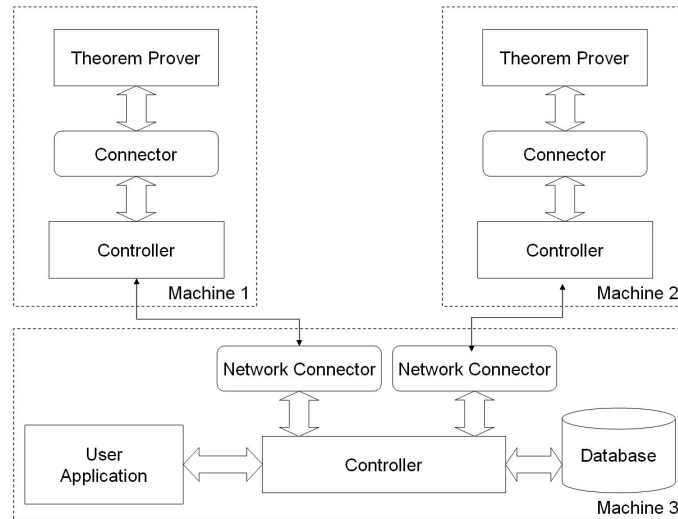 Theorem Prover
Theorem Prover
Connector
Connector
Controller
Controller
Machine 1
Machine 2
Network Connector
Network Connector
User
Application
Controller
Database
Machine 3